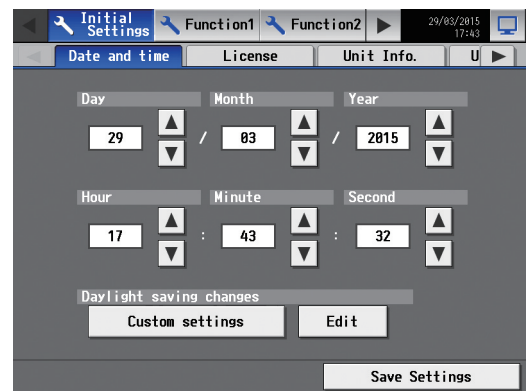 Initial Settings Function1 Function2 29/03/2015 17:43
Date and time License Unit Info. U
Day Month Year
29 / 03 / 2015
Hour Minute Second
17 : 43 : 32
Daylight saving changes
Custom settings Edit
Save Settings